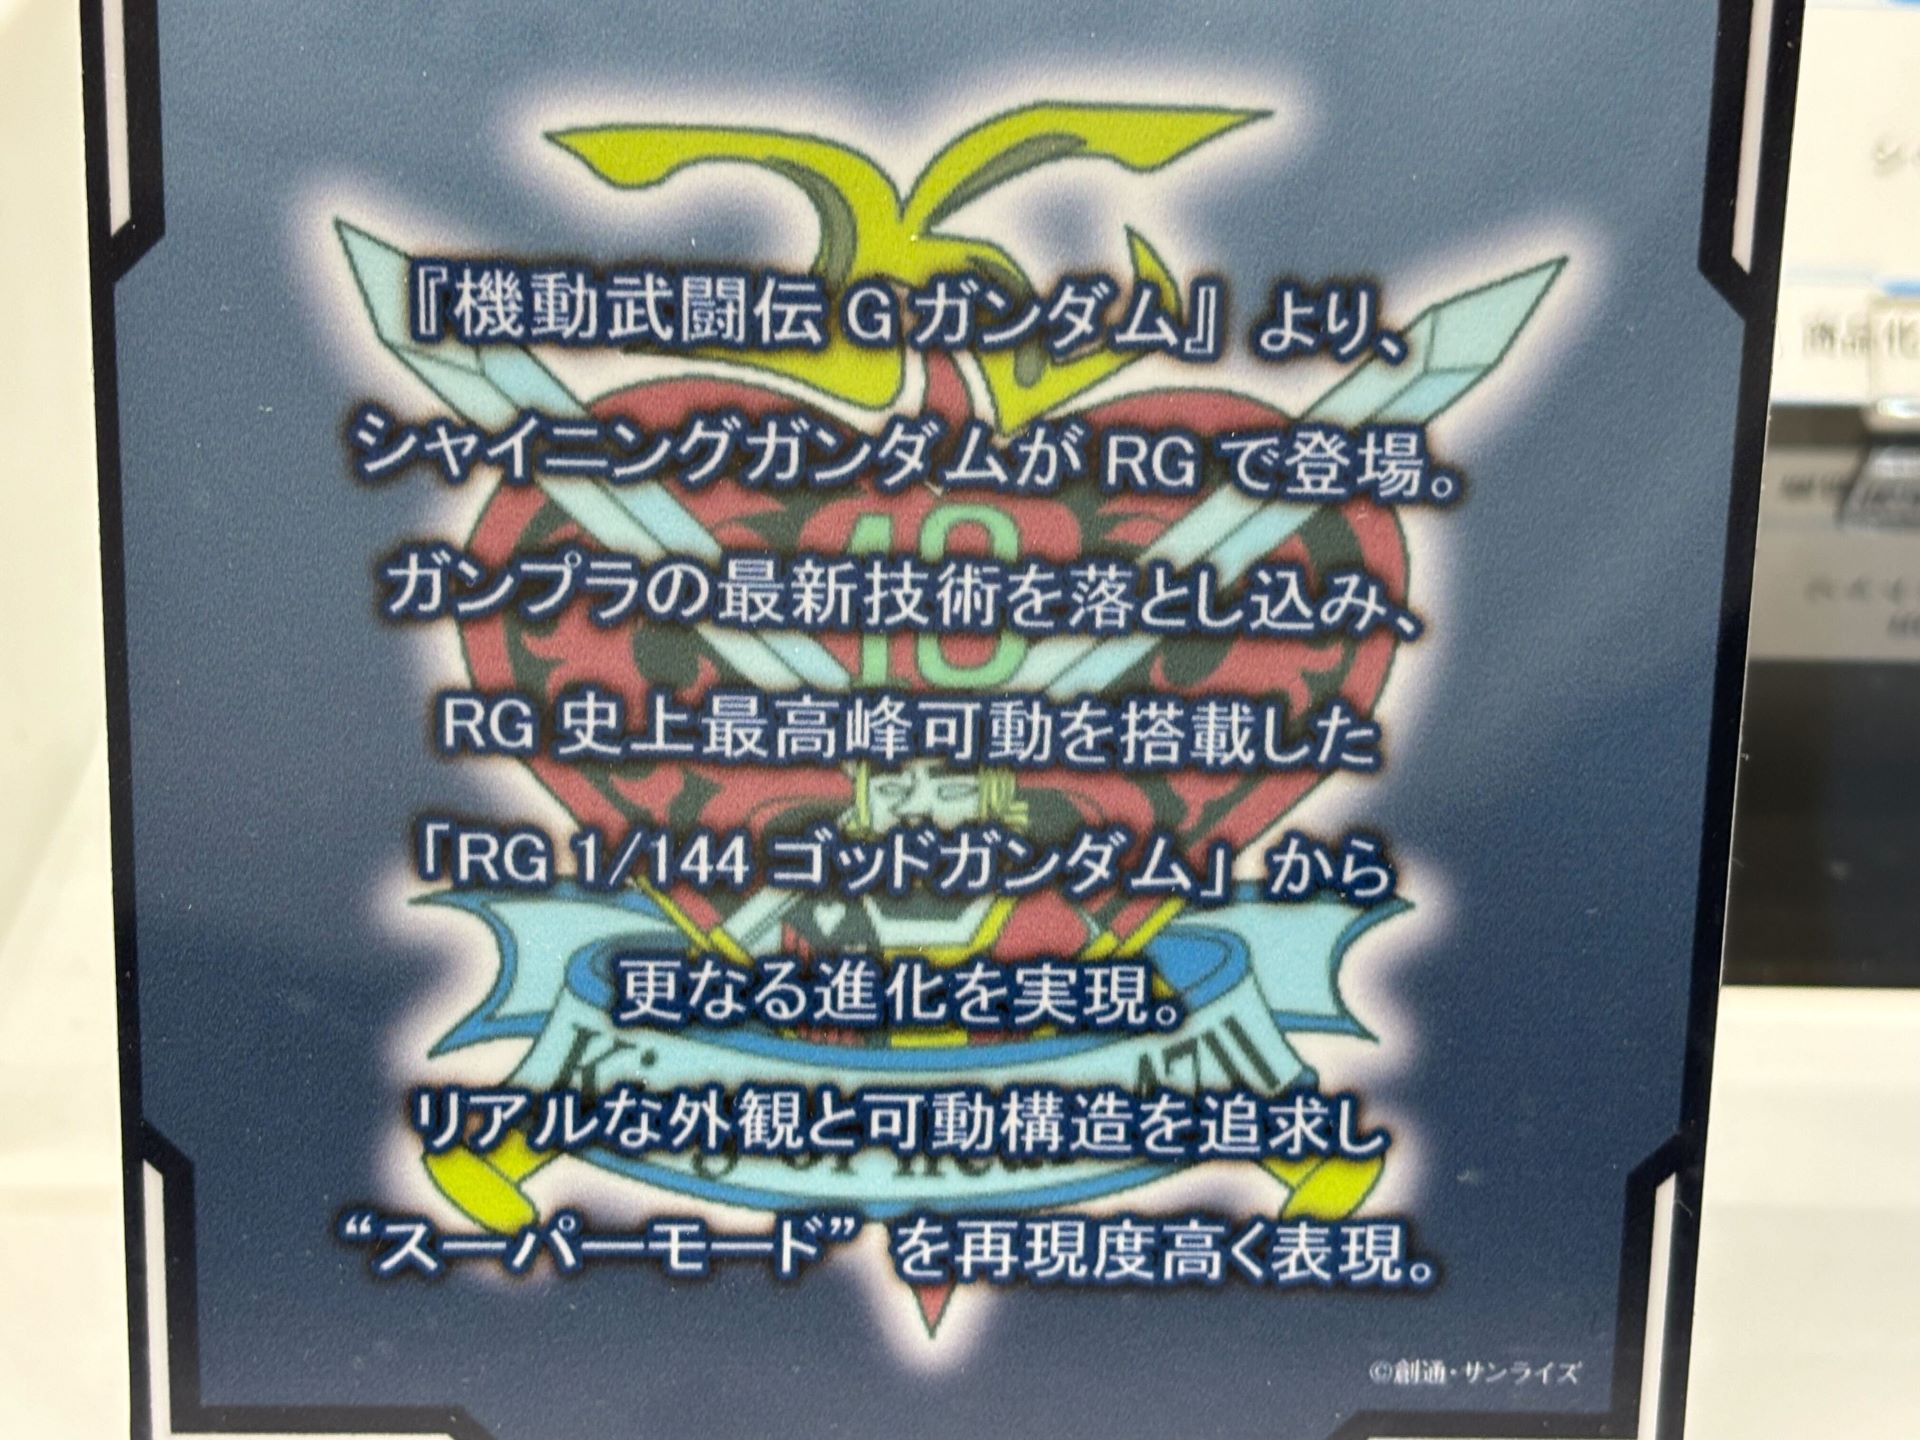 『機動武闘伝Gガンダム』より、
シャイニングガンダムがRGで登場。
ガンプラの最新技術を落とし込み、
RG史上最高峰可動を搭載した
「RG 1/144 ゴッドガンダム」から
更なる進化を実現。
リアルな外観と可動構造を追求し
“スーパーモード”を再現度高く表現。
©創通・サンライズ
商品化